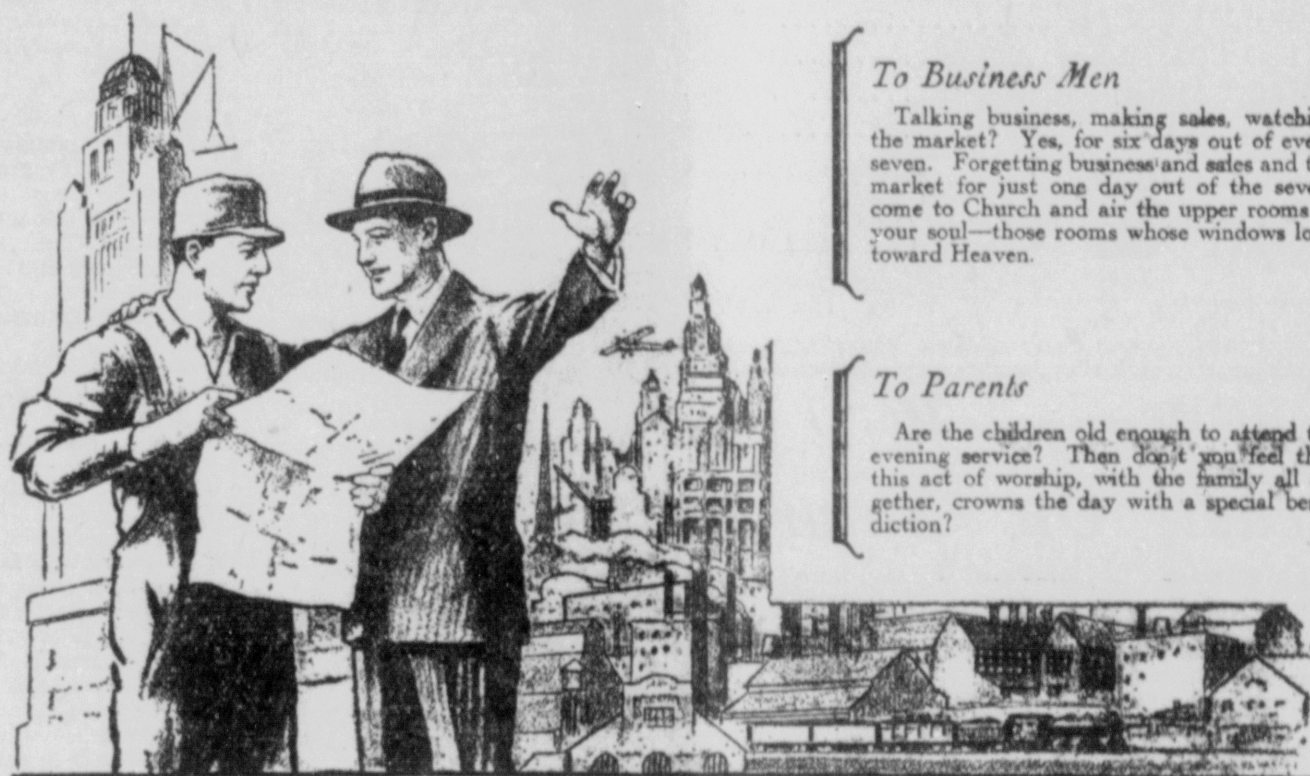 To Business Men
Talking business, making sales, watchi
the market? Yes, for six days out of eve
seven. Forgetting business and sales and t
market for just one day out of the seve
come to Church and air the upper rooms
your soul—those rooms whose windows lo
toward Heaven.
To Parents
Are the children old enough to attend t
evening service? Then don't you feel th
this act of worship, with the family all
gether, crowns the day with a special be
diction?